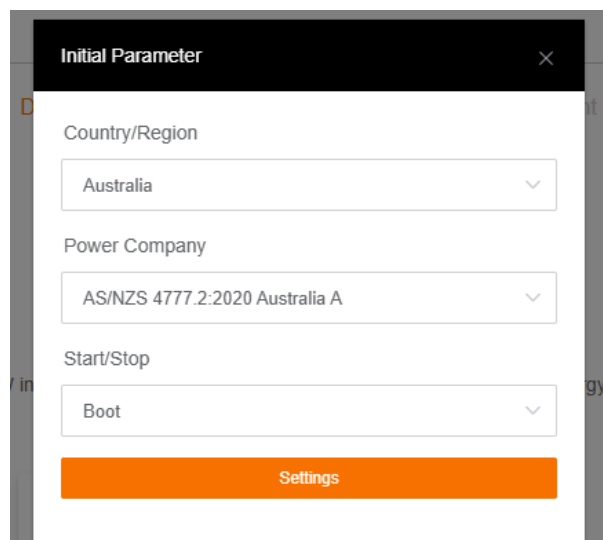 Initial Parameter
Country/Region
Australia
Power Company
AS/NZS 4777.2:2020 Australia A
Start/Stop
Boot
Settings